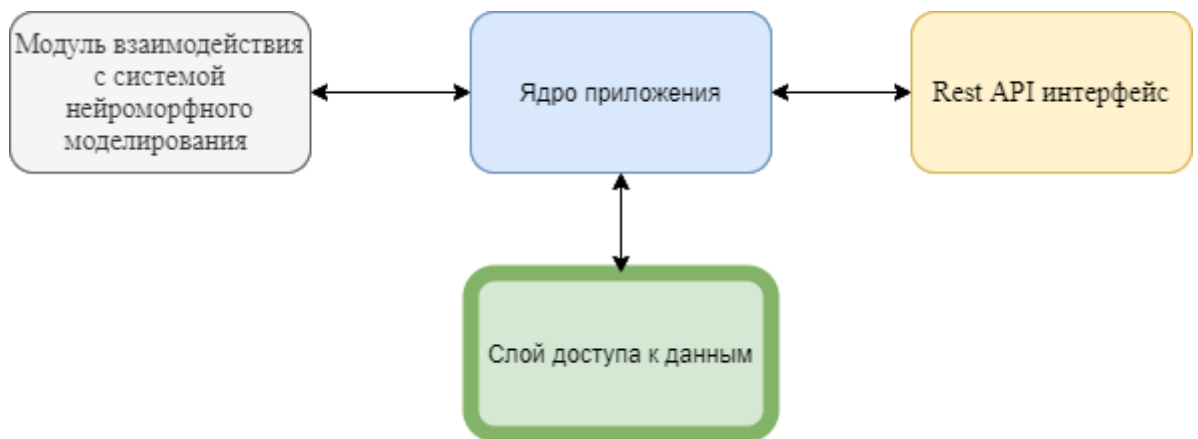 Модуль взаимодействия
с системой
нейроморфного
моделирования
Ядро приложения
Rest API интерфейс
Слой доступа к данным